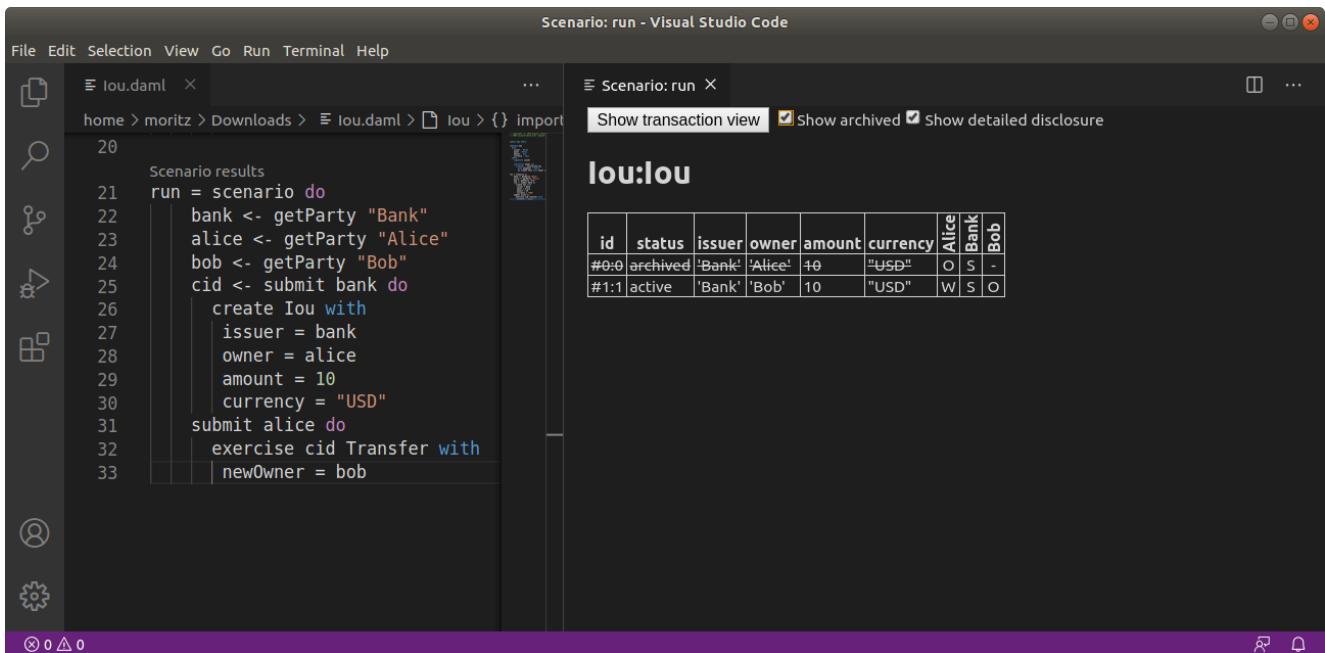 Scenario: run - Visual Studio Code
File Edit Selection View Go Run Terminal Help
Iou.daml
home > moritz > Downloads > Iou.daml > Iou > {} import
20
Scenario results
21 run = scenario do
22 bank <- getParty "Bank"
23 alice <- getParty "Alice"
24 bob <- getParty "Bob"
25 cid <- submit bank do
26 create Iou with
27 issuer = bank
28 owner = alice
29 amount = 10
30 currency = "USD"
31 submit alice do
32 exercise cid Transfer with
33 newOwner = bob
Scenario: run
Show transaction view Show archived Show detailed disclosure
Iou:Iou
id status issuer owner amount currency Alice Bank Bob
#0:0 archived 'Bank' 'Alice' 10 "USD" O S -
#1:1 active 'Bank' 'Bob' 10 "USD" W S O
0 0